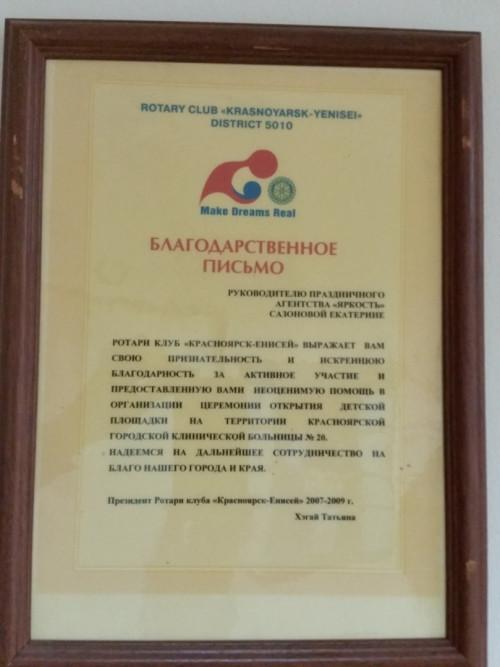 ROTARY CLUB «KRASNOYARSK-YENISEI»
DISTRICT 5010
Make Dreams Real
БЛАГОДАРСТВЕННОЕ
ПИСЬМО
РУКОВОДИТЕЛЮ ПРАЗДНИЧНОГО
АГЕНТСТВА «ЯРКОСТЬ»
САЗОНОВОЙ ЕКАТЕРИНЕ
РОТАРИ КЛУБ «КРАСНОЯРСК-ЕНИСЕЙ» ВЫРАЖАЕТ ВАМ
СВОЮ ПРИЗНАТЕЛЬНОСТЬ И ИСКРЕННЮЮ
БЛАГОДАРНОСТЬ ЗА АКТИВНОЕ УЧАСТИЕ И
ПРЕДОСТАВЛЕННУЮ ВАМИ НЕОЦЕНИМУЮ ПОМОЩЬ В
ОРГАНИЗАЦИИ ЦЕРЕМОНИИ ОТКРЫТИЯ ДЕТСКОЙ
ПЛОЩАДКИ НА ТЕРРИТОРИИ КРАСНОЯРСКОЙ
ГОРОДСКОЙ КЛИНИЧЕСКОЙ БОЛЬНИЦЫ № 20.
НАДЕЕМСЯ НА ДАЛЬНЕЙШЕЕ СОТРУДНИЧЕСТВО НА
БЛАГО НАШЕГО ГОРОДА И КРАЯ.
Президент Ротари клуба «Красноярск-Енисей» 2007-2009 г.
Хэгай Татьяна